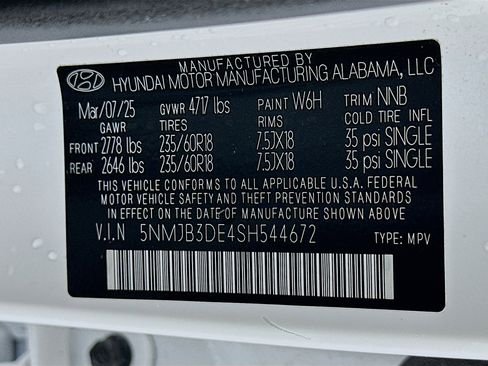 MANUFACTURED BY
HYUNDAI MOTOR MANUFACTURING ALABAMA, LLC
Mar/07/25 GVWR 4717 lbs PAINT W6H TRIM NNB
GAWR TIRES RIMS COLD TIRE INFL
FRONT 2778 lbs 235/60R18 7.5JX18 35 psi SINGLE
REAR 2646 lbs 235/60R18 7.5JX18 35 psi SINGLE
THIS VEHICLE CONFORMS TO ALL APPLICABLE U.S.A. FEDERAL
MOTOR VEHICLE SAFETY AND THEFT PREVENTION STANDARDS
IN EFFECT ON THE DATE OF MANUFACTURE SHOWN ABOVE.
V.I.N 5NMJB3DE4SH544672 TYPE: MPV